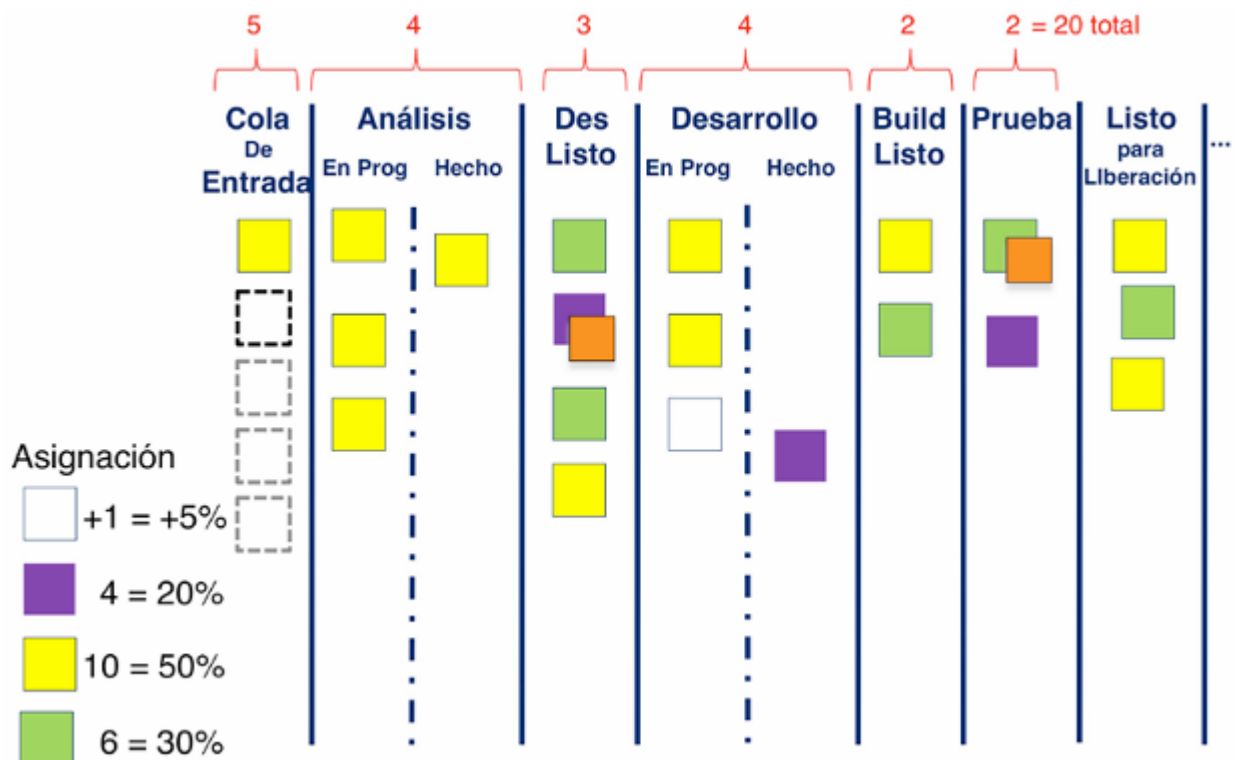 5 4 3 4 2 2 = 20 total
Cola
De
Entrada
Análisis
En Prog Hecho
Des
Listo
Desarrollo
En Prog Hecho
Build
Listo
Prueba
Listo
para
LIberación
...
Asignación
+1 = +5%
4 = 20%
10 = 50%
6 = 30%